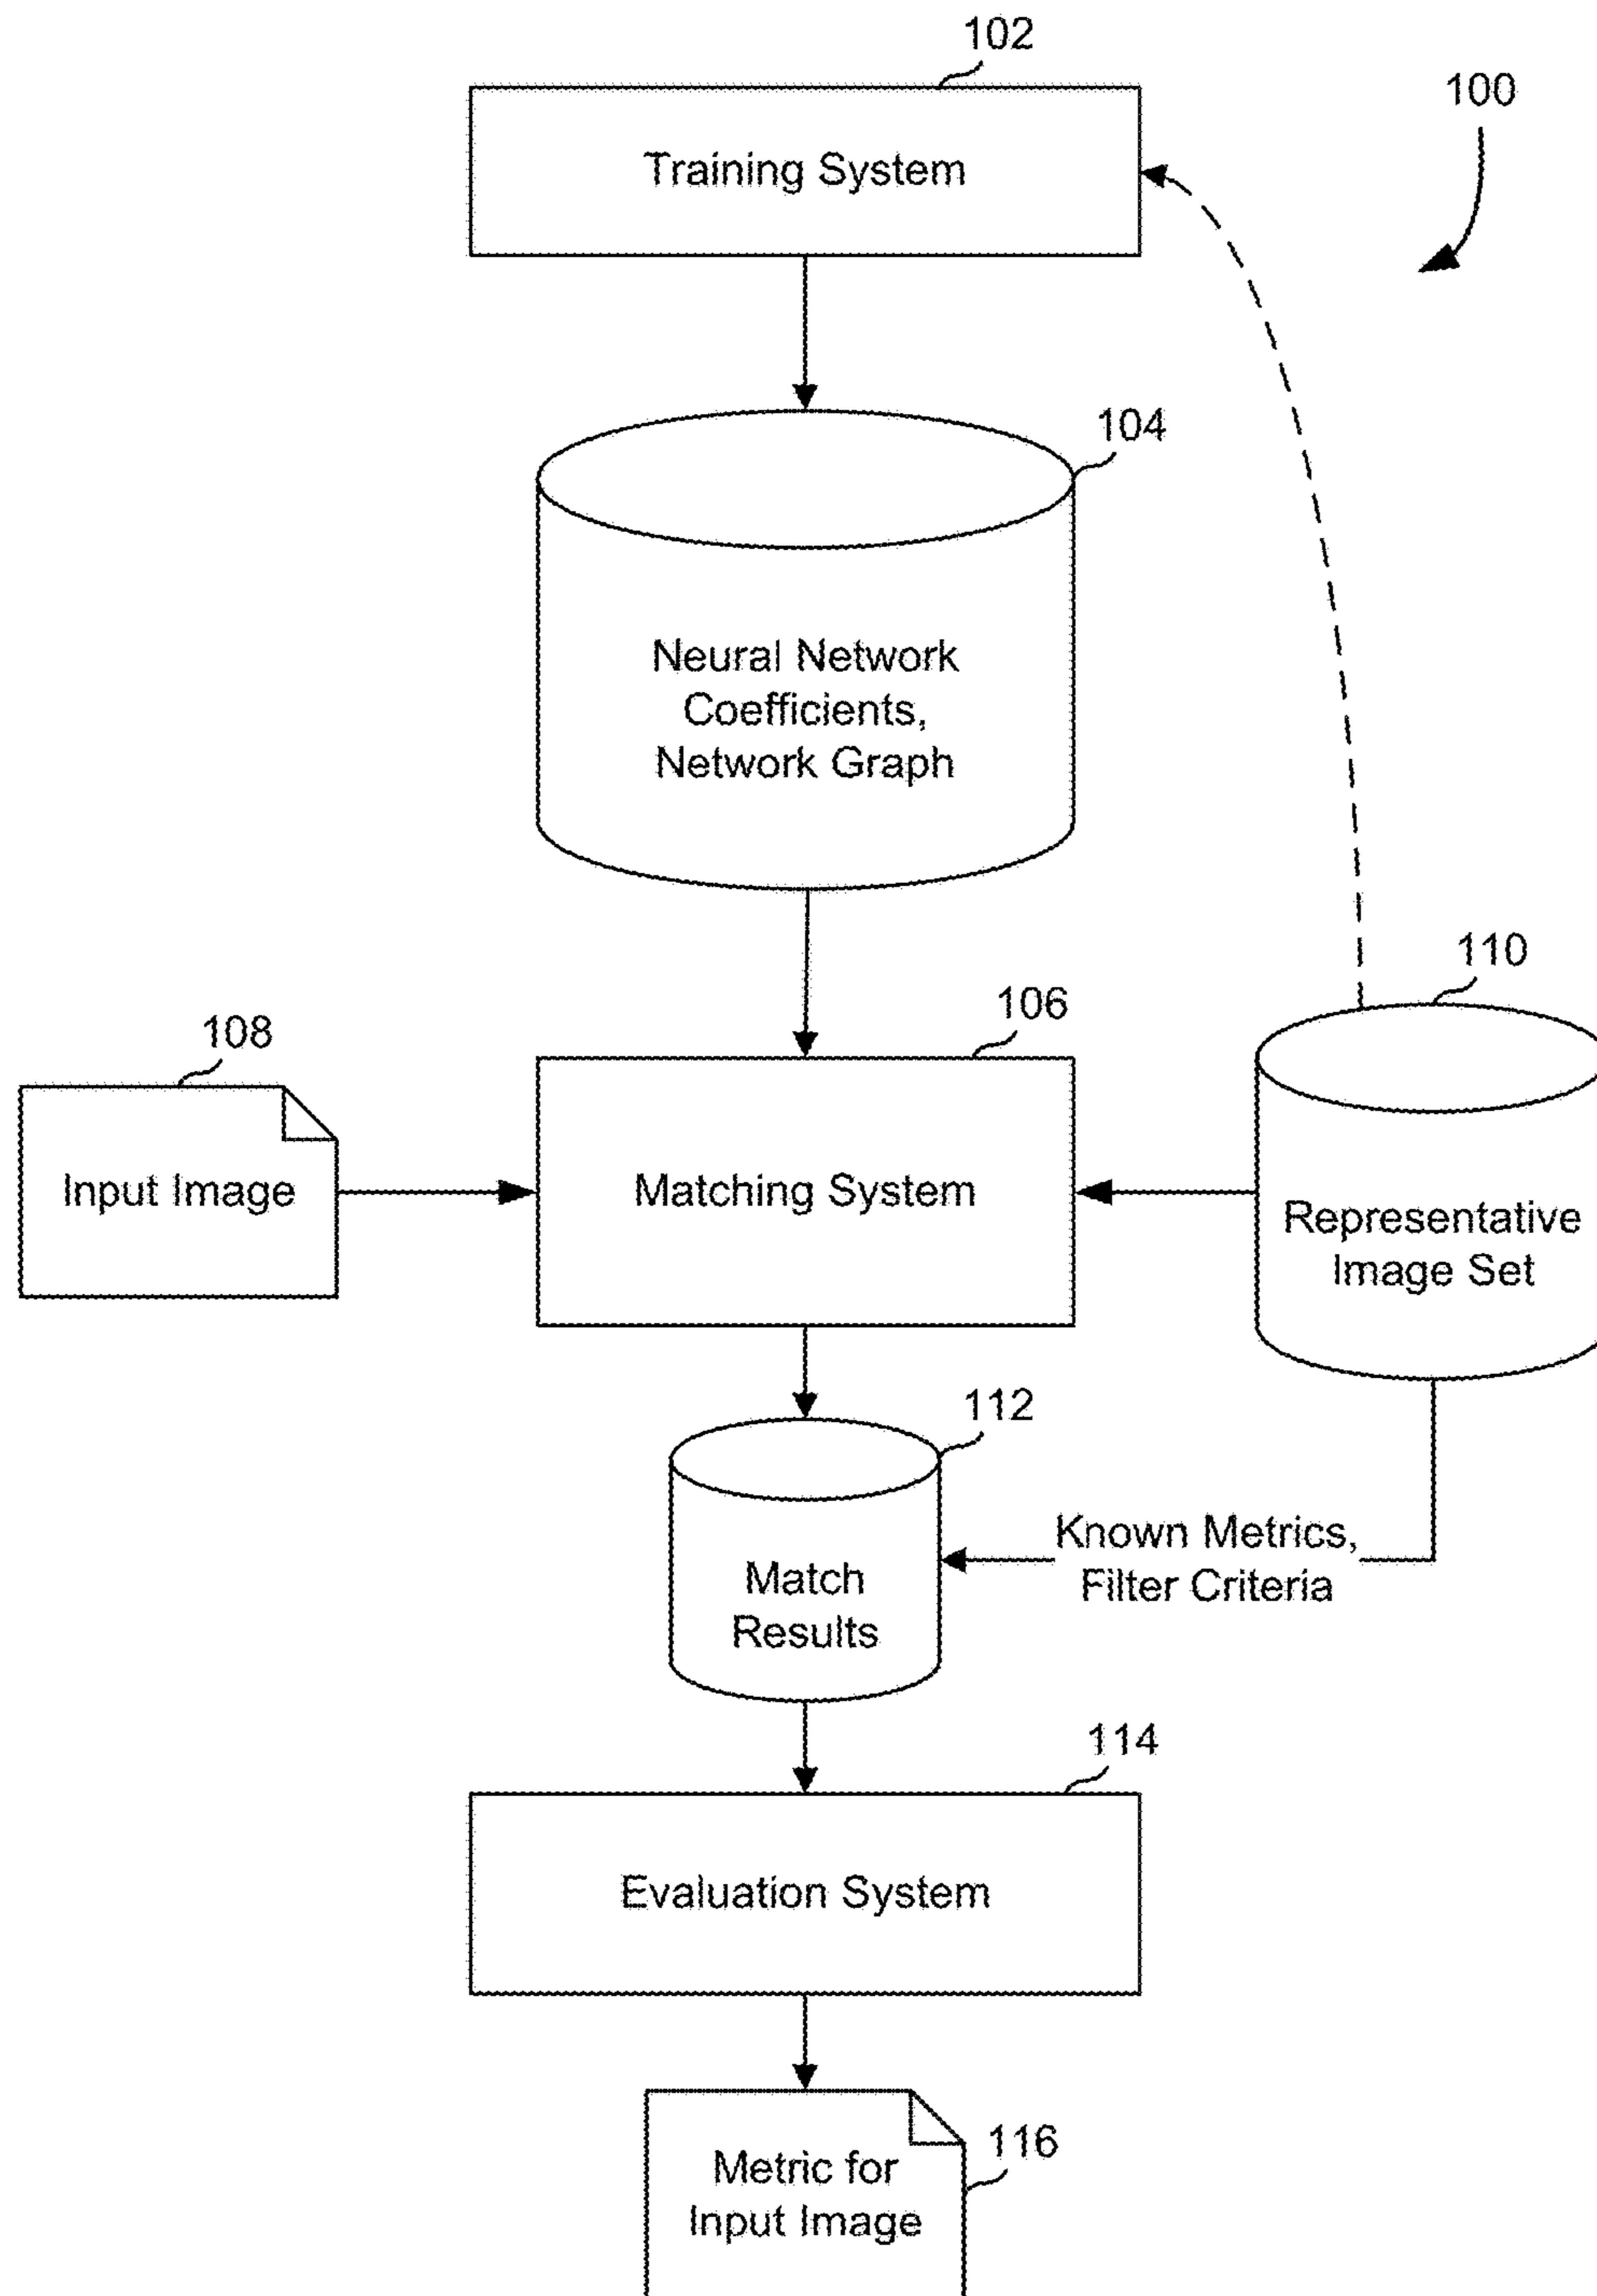 102
100
Training System
104
Neural Network
Coefficients,
Network Graph
110
106
108
Input Image
Matching System
Representative
Image Set
112
Known Metrics,
Filter Criteria
Match
Results
114
Evaluation System
116
Metric for
Input Image